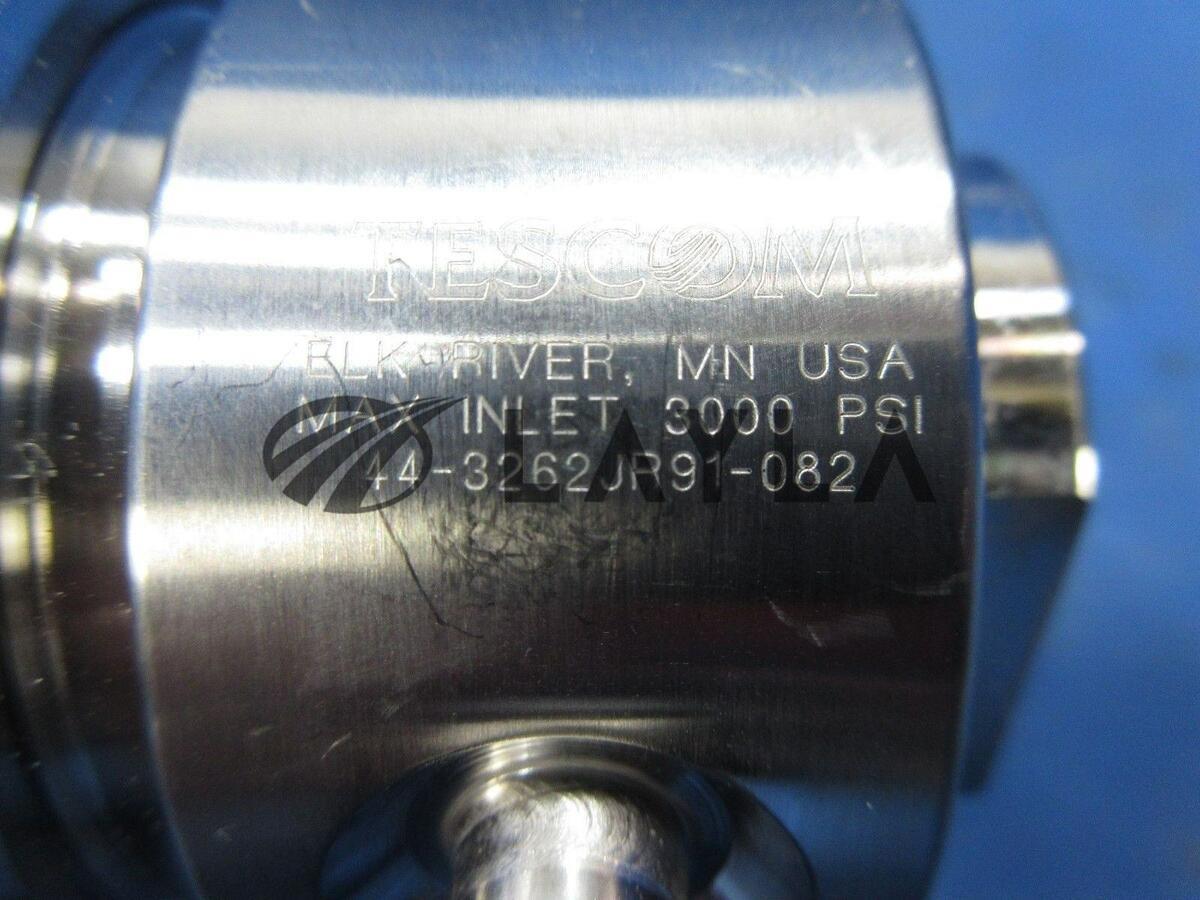 TESCOM
ELK RIVER, MN USA
MAX INLET 3000 PSI
44-3262JR91-082
LAYLA